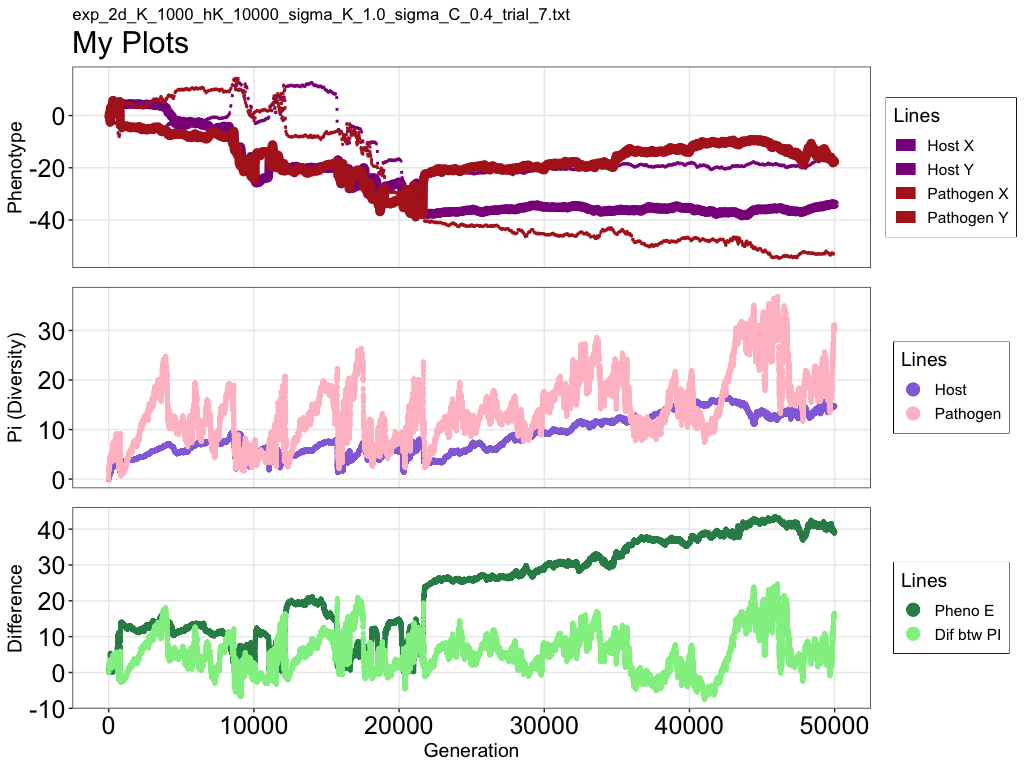 exp_2d_K_1000_hK_10000_sigma_K_1.0_sigma_C_0.4_trial_7.txt
My Plots
Phenotype
0
-20
-40
Lines
Host X
Host Y
Pathogen X
Pathogen Y
Pi (Diversity)
30
20
10
0
Lines
Host
Pathogen
Difference
40
30
20
10
0
-10
Lines
Pheno E
Dif btw PI
0 10000 20000 30000 40000 50000
Generation